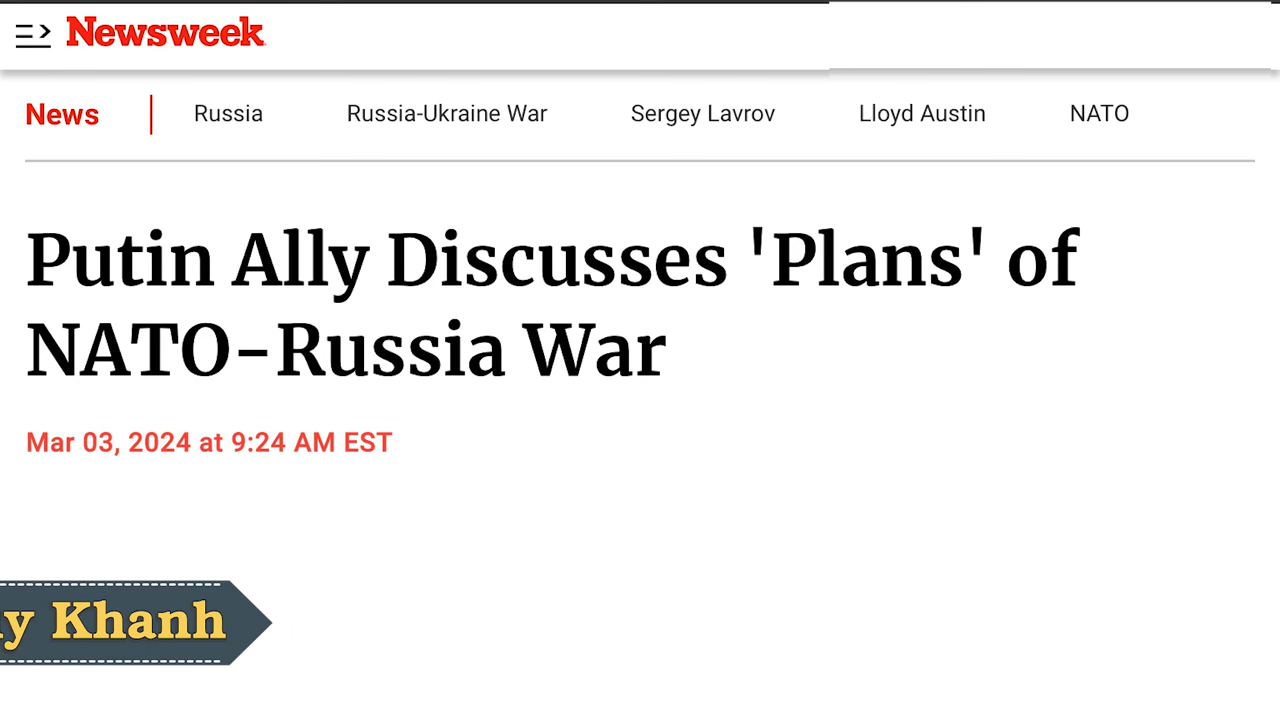 Newsweek
News Russia Russia-Ukraine War Sergey Lavrov Lloyd Austin NATO
Putin Ally Discusses 'Plans' of
NATO-Russia War
Mar 03, 2024 at 9:24 AM EST
Khanh